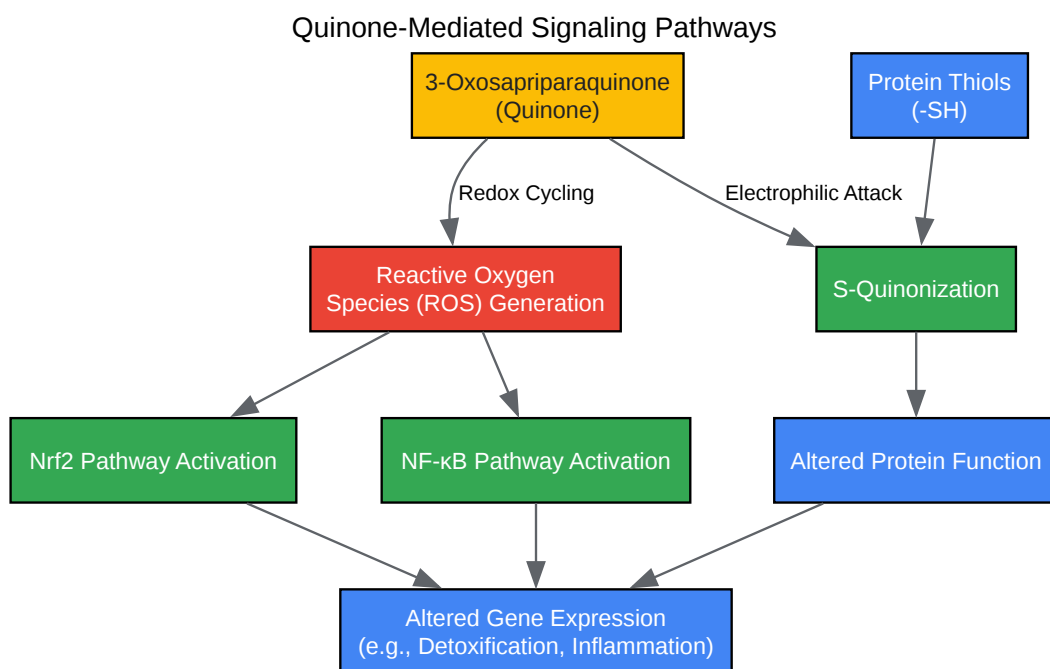 Quinone-Mediated Signaling Pathways
3-Oxosapriparaquinone
(Quinone)
Protein Thiols
(-SH)
Redox Cycling
Electrophilic Attack
Reactive Oxygen
Species (ROS) Generation
S-Quinonization
Nrf2 Pathway Activation
NF-κB Pathway Activation
Altered Protein Function
Altered Gene Expression
(e.g., Detoxification, Inflammation)